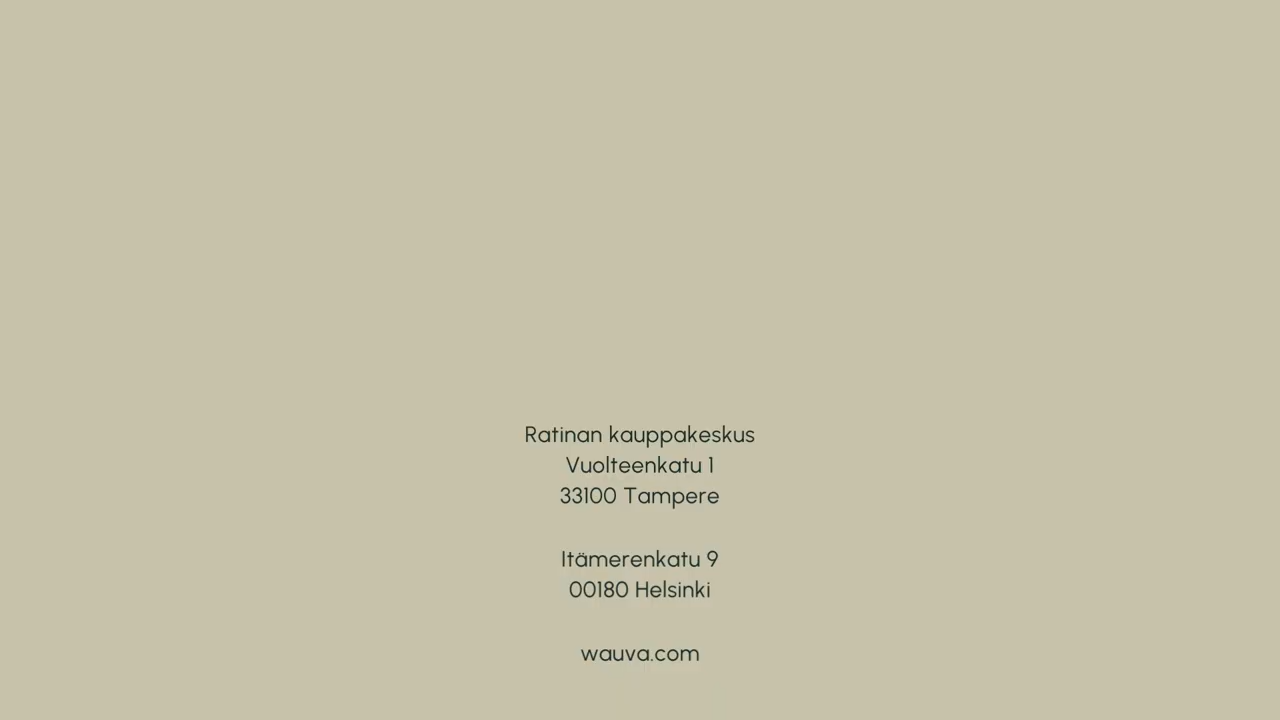 Ratinan kauppakeskus
Vuolteenkatu 1
33100 Tampere
Itämerenkatu 9
00180 Helsinki
wauva.com